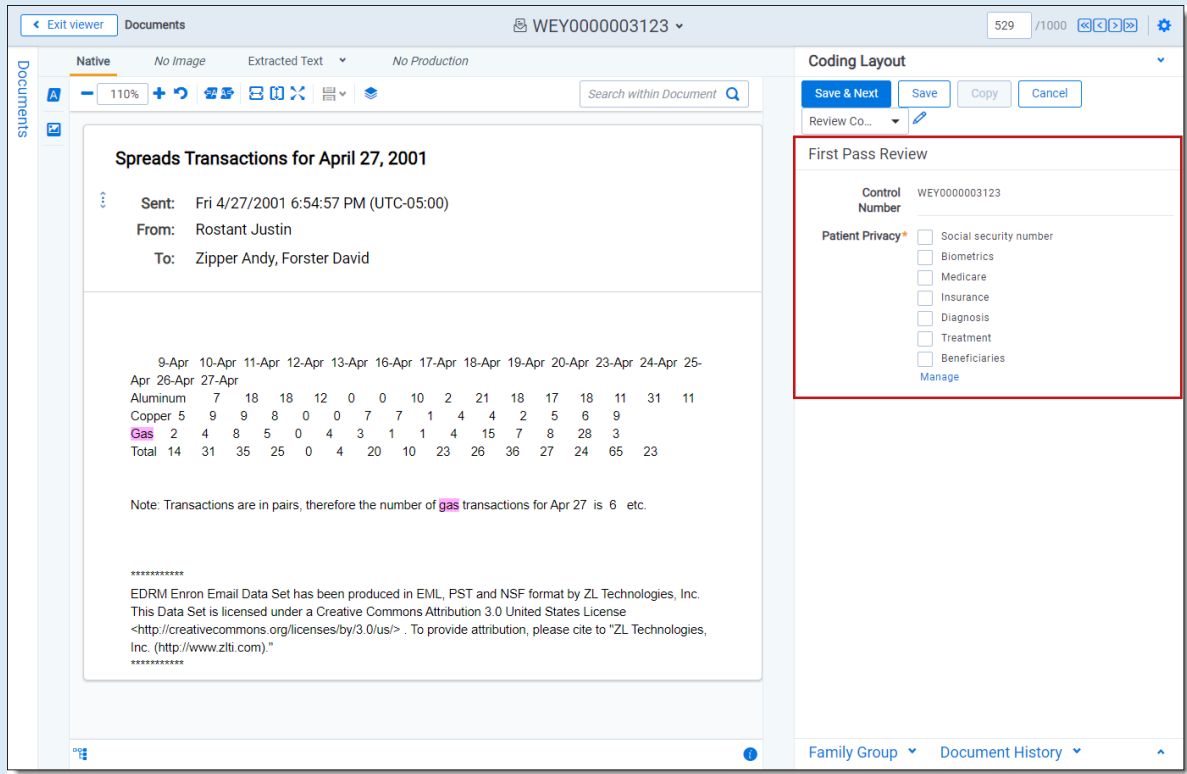 Exit viewer Documents WEY0000003123 529 /1000
Documents
Native No Image Extracted Text No Production
110% Search within Document
Spreads Transactions for April 27, 2001
Sent: Fri 4/27/2001 6:54:57 PM (UTC-05:00)
From: Rostant Justin
To: Zipper Andy, Forster David
9-Apr 10-Apr 11-Apr 12-Apr 13-Apr 16-Apr 17-Apr 18-Apr 19-Apr 20-Apr 23-Apr 24-Apr 25-
Apr 26-Apr 27-Apr
Aluminum 7 18 18 12 0 0 10 2 21 18 17 18 11 31 11
Copper 5 9 9 8 0 0 7 7 1 4 4 2 5 6 9
Gas 2 4 8 5 0 4 3 1 1 4 15 7 8 28 3
Total 14 31 35 25 0 4 20 10 23 26 36 27 24 65 23
Note: Transactions are in pairs, therefore the number of gas transactions for Apr 27 is 6 etc.
***********
EDRM Enron Email Data Set has been produced in EML, PST and NSF format by ZL Technologies, Inc.
This Data Set is licensed under a Creative Commons Attribution 3.0 United States License
<http://creativecommons.org/licenses/by/3.0/us/> . To provide attribution, please cite to "ZL Technologies,
Inc. (http://www.zlti.com)."
***********
Coding Layout
Save & Next Save Copy Cancel
Review Co...
First Pass Review
Control WEY0000003123
Number
Patient Privacy* Social security number
Biometrics
Medicare
Insurance
Diagnosis
Treatment
Beneficiaries
Manage
Family Group Document History